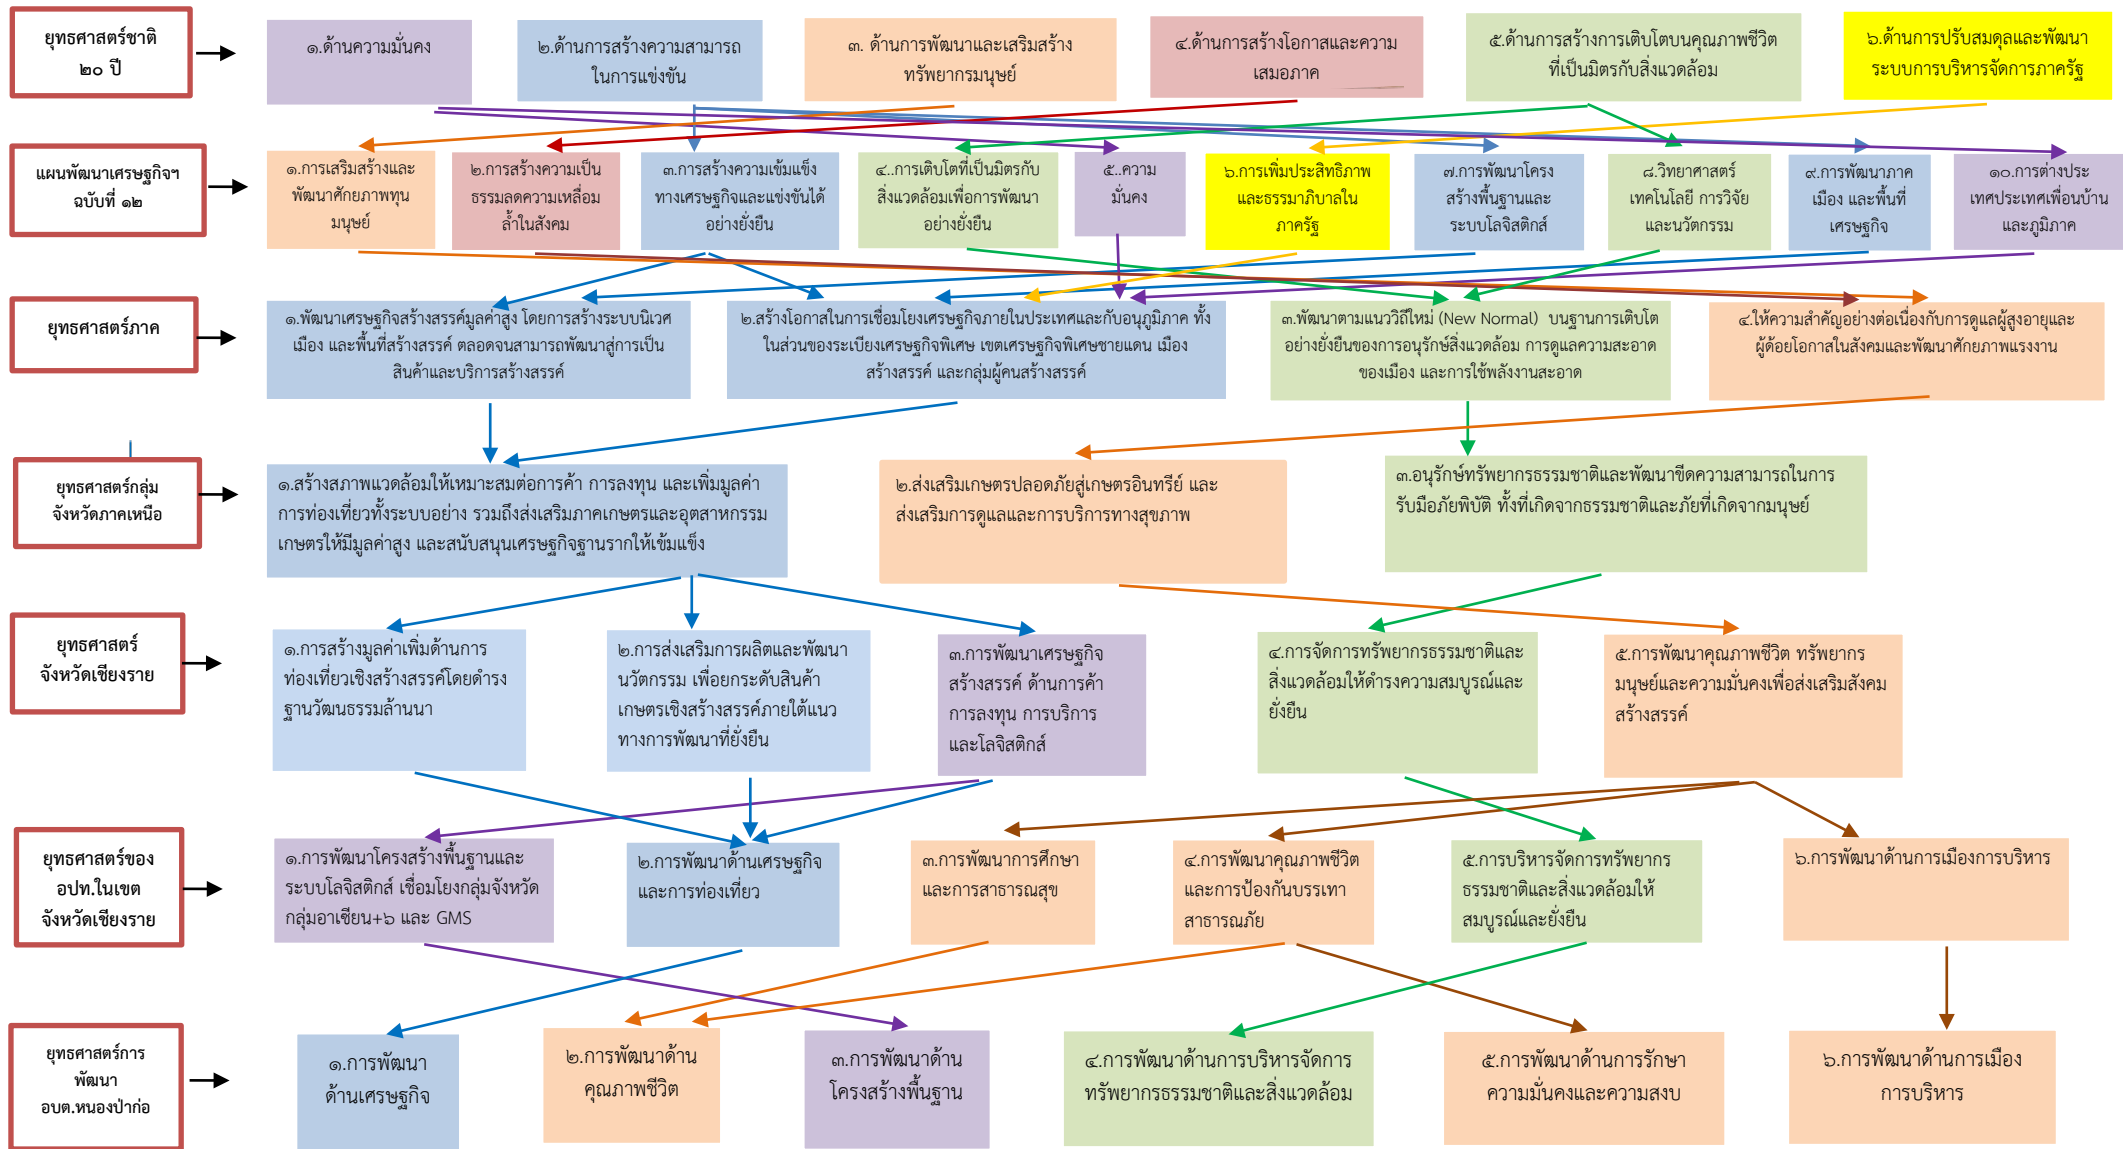 ยุทธศาสตร์ชาติ
๒๐ ปี
๑.ด้านความมั่นคง
๒.ด้านการสร้างความสามารถ
ในการแข่งขัน
๓. ด้านการพัฒนาและเสริมสร้าง
ทรัพยากรมนุษย์
๔.ด้านการสร้างโอกาสและความ
เสมอภาค
๕.ด้านการสร้างการเติบโตบนคุณภาพชีวิต
ที่เป็นมิตรกับสิ่งแวดล้อม
๖.ด้านการปรับสมดุลและพัฒนา
ระบบการบริหารจัดการภาครัฐ
แผนพัฒนาเศรษฐกิจฯ
ฉบับที่ ๑๒
๑.การเสริมสร้างและ
พัฒนาศักยภาพทุน
มนุษย์
๒.การสร้างความเป็น
ธรรมลดความเหลื่อม
ล้ำในสังคม
๓.การสร้างความเข้มแข็ง
ทางเศรษฐกิจและแข่งขันได้
อย่างยั่งยืน
๔..การเติบโตที่เป็นมิตรกับ
สิ่งแวดล้อมเพื่อการพัฒนา
อย่างยั่งยืน
๕..ความ
มั่นคง
๖.การเพิ่มประสิทธิภาพ
และธรรมาภิบาลใน
ภาครัฐ
๗.การพัฒนาโครง
สร้างพื้นฐานและ
ระบบโลจิสติกส์
๘.วิทยาศาสตร์
เทคโนโลยี การวิจัย
และนวัตกรรม
๙.การพัฒนาภาค
เมือง และพื้นที่
เศรษฐกิจ
๑๐.การต่างประ
เทศประเทศเพื่อนบ้าน
และภูมิภาค
ยุทธศาสตร์ภาค
๑.พัฒนาเศรษฐกิจสร้างสรรค์มูลค่าสูง โดยการสร้างระบบนิเวศ
เมือง และพื้นที่สร้างสรรค์ ตลอดจนสามารถพัฒนาสู่การเป็น
สินค้าและบริการสร้างสรรค์
๒.สร้างโอกาสในการเชื่อมโยงเศรษฐกิจภายในประเทศและกับอนุภูมิภาค ทั้ง
ในส่วนของระเบียงเศรษฐกิจพิเศษ เขตเศรษฐกิจพิเศษชายแดน เมือง
สร้างสรรค์ และกลุ่มผู้คนสร้างสรรค์
๓.พัฒนาตามแนววิถีใหม่ (New Normal) บนฐานการเติบโต
อย่างยั่งยืนของการอนุรักษ์สิ่งแวดล้อม การดูแลความสะอาด
ของเมือง และการใช้พลังงานสะอาด
๔.ให้ความสำคัญอย่างต่อเนื่องกับการดูแลผู้สูงอายุและ
ผู้ด้อยโอกาสในสังคมและพัฒนาศักยภาพแรงงาน
ยุทธศาสตร์กลุ่ม
จังหวัดภาคเหนือ
๑.สร้างสภาพแวดล้อมให้เหมาะสมต่อการค้า การลงทุน และเพิ่มมูลค่า
การท่องเที่ยวทั้งระบบอย่าง รวมถึงส่งเสริมภาคเกษตรและอุตสาหกรรม
เกษตรให้มีมูลค่าสูง และสนับสนุนเศรษฐกิจฐานรากให้เข้มแข็ง
๒.ส่งเสริมเกษตรปลอดภัยสู่เกษตรอินทรีย์ และ
ส่งเสริมการดูแลและการบริการทางสุขภาพ
๓.อนุรักษ์ทรัพยากรธรรมชาติและพัฒนาขีดความสามารถในการ
รับมือภัยพิบัติ ทั้งที่เกิดจากธรรมชาติและภัยที่เกิดจากมนุษย์
ยุทธศาสตร์
จังหวัดเชียงราย
๑.การสร้างมูลค่าเพิ่มด้านการ
ท่องเที่ยวเชิงสร้างสรรค์โดยดำรง
ฐานวัฒนธรรมล้านนา
๒.การส่งเสริมการผลิตและพัฒนา
นวัตกรรม เพื่อยกระดับสินค้า
เกษตรเชิงสร้างสรรค์ภายใต้แนว
ทางการพัฒนาที่ยั่งยืน
๓.การพัฒนาเศรษฐกิจ
สร้างสรรค์ ด้านการค้า
การลงทุน การบริการ
และโลจิสติกส์
๔.การจัดการทรัพยากรธรรมชาติและ
สิ่งแวดล้อมให้ดำรงความสมบูรณ์และ
ยั่งยืน
๕.การพัฒนาคุณภาพชีวิต ทรัพยากร
มนุษย์และความมั่นคงเพื่อส่งเสริมสังคม
สร้างสรรค์
ยุทธศาสตร์ของ
อปท.ในเขต
จังหวัดเชียงราย
๑.การพัฒนาโครงสร้างพื้นฐานและ
ระบบโลจิสติกส์ เชื่อมโยงกลุ่มจังหวัด
กลุ่มอาเซียน+๖ และ GMS
๒.การพัฒนาด้านเศรษฐกิจ
และการท่องเที่ยว
๓.การพัฒนาการศึกษา
และการสาธารณสุข
๔.การพัฒนาคุณภาพชีวิต
และการป้องกันบรรเทา
สาธารณภัย
๕.การบริหารจัดการทรัพยากร
ธรรมชาติและสิ่งแวดล้อมให้
สมบูรณ์และยั่งยืน
๖.การพัฒนาด้านการเมืองการบริหาร
ยุทธศาสตร์การ
พัฒนา
อบต.หนองป่าก่อ
๑.การพัฒนา
ด้านเศรษฐกิจ
๒.การพัฒนาด้าน
คุณภาพชีวิต
๓.การพัฒนาด้าน
โครงสร้างพื้นฐาน
๔.การพัฒนาด้านการบริหารจัดการ
ทรัพยากรธรรมชาติและสิ่งแวดล้อม
๕.การพัฒนาด้านการรักษา
ความมั่นคงและความสงบ
๖.การพัฒนาด้านการเมือง
การบริหาร